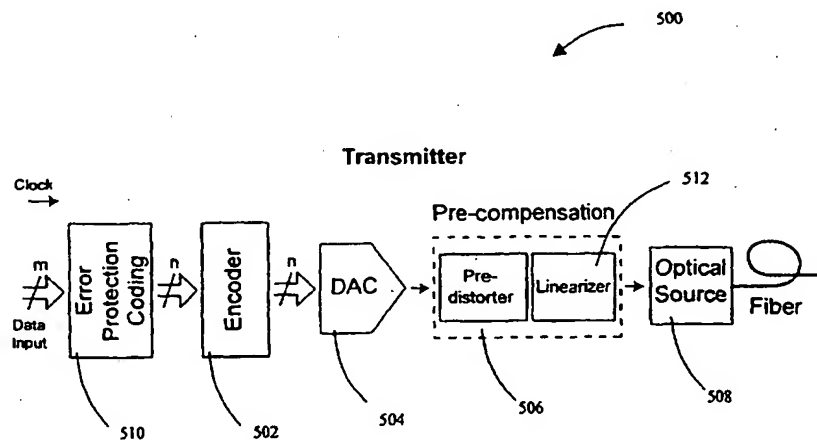 500
Transmitter
Clock
512
Pre-compensation
m
n
n
Data
Input
Error
Protection
Coding
Encoder
DAC
Pre-
distorter
Linearizer
Optical
Source
Fiber
510
502
504
506
508